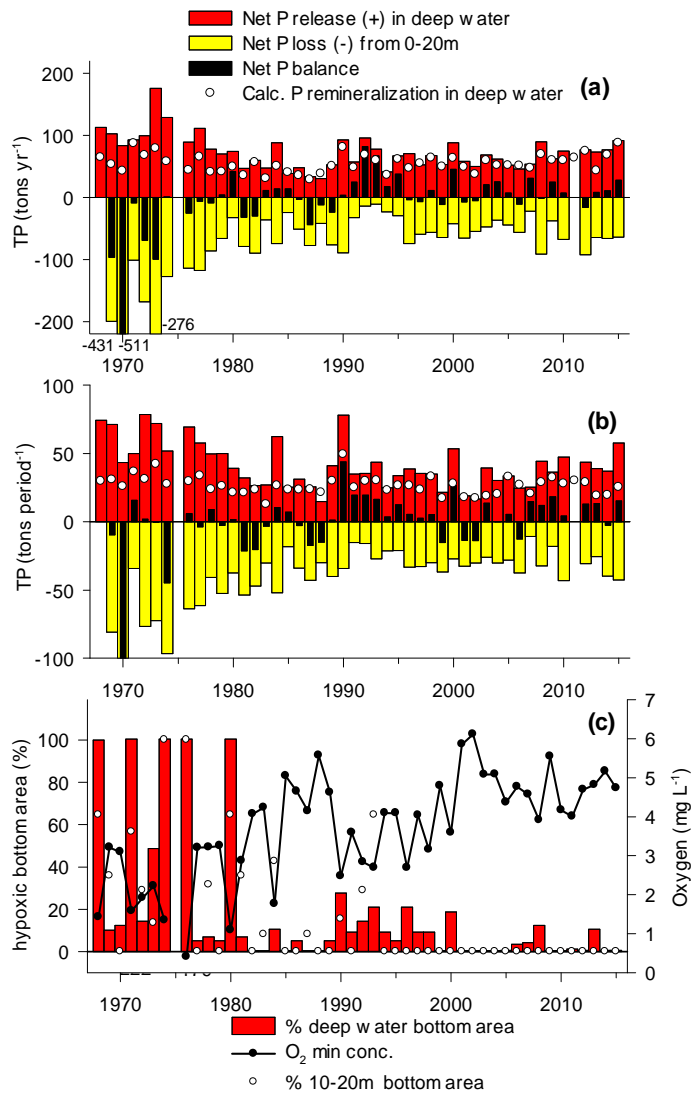 Net P release (+) in deep water
Net P loss (-) from 0-20m
Net P balance
Calc. P remineralization in deep water
(a)
200
100
0
-100
-200
TP (tons yr-1)
-276
-431 -511
1970 1980 1990 2000 2010
(b)
100
50
0
-50
-100
TP (tons period-1)
1970 1980 1990 2000 2010
(c)
100
80
60
40
20
0
hypoxic bottom area (%)
7
6
5
4
3
2
1
0
Oxygen (mg L-1)
1970 1980 1990 2000 2010
% deep water bottom area
O2 min conc.
% 10-20m bottom area